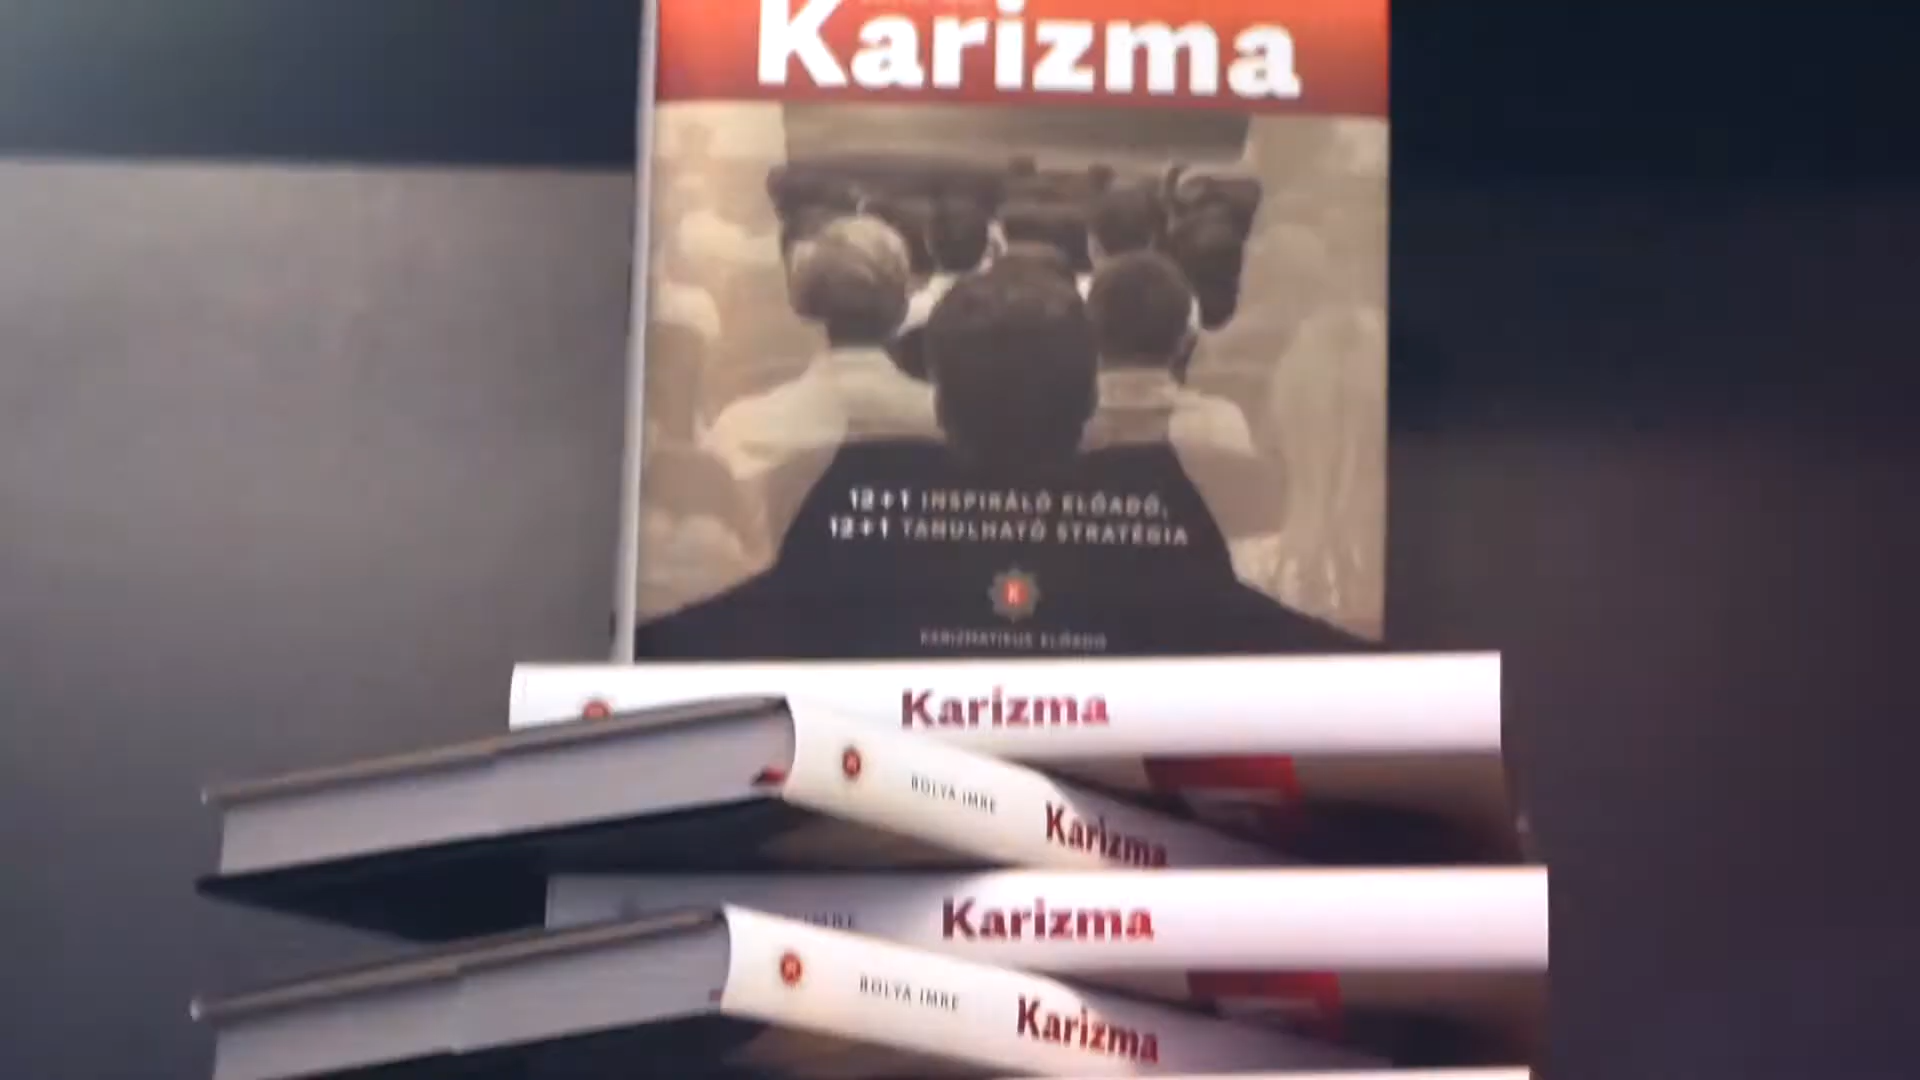 Karizma
12+1 INSPIRÁLÓ ELŐADÓ,
12+1 TANULHATÓ STRATÉGIA
K
KARIZMATIKUS ELŐADÓ
Karizma
BOLYA IMRE
Karizma
IMRE
Karizma
BOLYA IMRE
Karizma